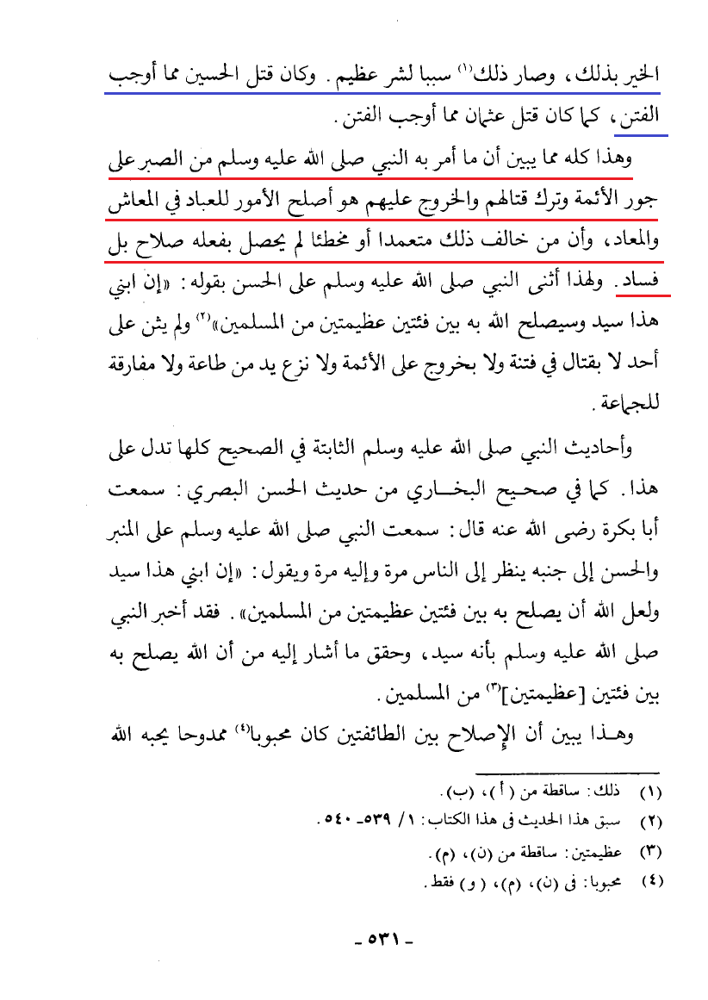 الخير بذلك، وصار ذلك(١) سببا لشر عظيم. وكان قتل الحسين مما أوجب
الفتن، كما كان قتل عثمان مما أوجب الفتن.
وهذا كله مما يبين أن ما أمر به النبي صلى الله عليه وسلم من الصبر على
جور الأئمة وترك قتالهم والخروج عليهم هو أصلح الأمور للعباد في المعاش
والمعاد، وأن من خالف ذلك متعمدا أو مخطئا لم يحصل بفعله صلاح بل
فساد. ولهذا أثنى النبي صلى الله عليه وسلم على الحسن بقوله: «إن ابني
هذا سيد وسيصلح الله به بين فئتين عظيمتين من المسلمين»(٢) ولم يثن على
أحد لا بقتال في فتنة ولا بخروج على الأئمة ولا نزع يد من طاعة ولا مفارقة
للجماعة.
وأحاديث النبي صلى الله عليه وسلم الثابتة في الصحيح كلها تدل على
هذا. كما في صحيح البخاري من حديث الحسن البصري: سمعت
أبا بكرة رضى الله عنه قال: سمعت النبي صلى الله عليه وسلم على المنبر
والحسن إلى جنبه ينظر إلى الناس مرة وإليه مرة ويقول: «إن ابني هذا سيد
ولعل الله أن يصلح به بين فئتين عظيمتين من المسلمين». فقد أخبر النبي
صلى الله عليه وسلم بأنه سيد، وحقق ما أشار إليه من أن الله يصلح به
بين فئتين [عظيمتين](٣) من المسلمين.
وهذا يبين أن الإصلاح بين الطائفتين كان محبوبا(٤) ممدوحا يحبه الله
(١) ذلك: ساقطة من (أ)، (ب).
(٢) سبق هذا الحديث فى هذا الكتاب: ١/ ٥٣٩ـ ٥٤٠.
(٣) عظيمتين: ساقطة من (ن)، (م).
(٤) محبوبا: فى (ن)، (م)، (و) فقط.
ـ ٥٣١ ـ